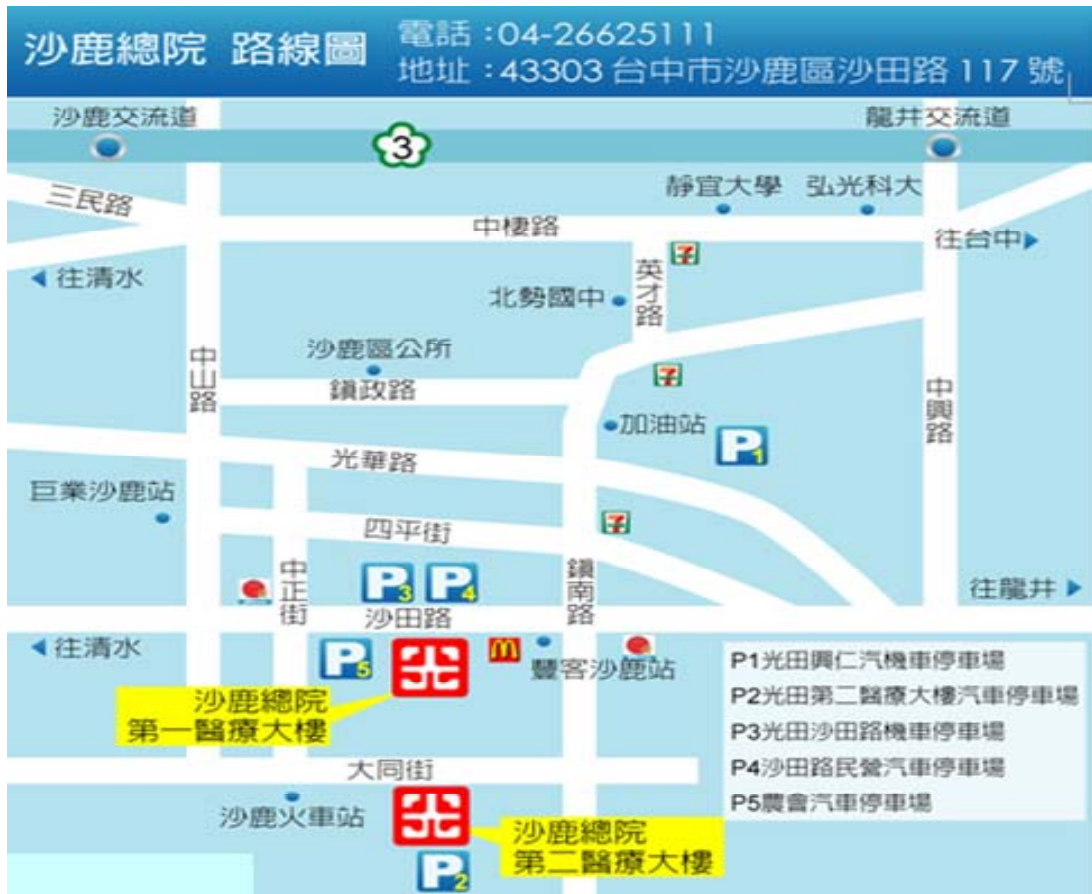 沙鹿總院 路線圖
電話：04-26625111
地址：43303 台中市沙鹿區沙田路 117 號
沙鹿交流道
龍井交流道
3
三民路
靜宜大學
弘光科大
中棲路
往台中
7
往清水
英才路
北勢國中
沙鹿區公所
中山路
7
鎮政路
中興路
加油站
P1
光華路
巨業沙鹿站
7
四平街
中正街
P3
P4
鎮南路
往龍井
沙田路
往清水
P5
豐客沙鹿站
沙鹿總院
第一醫療大樓
P1光田興仁汽機車停車場
P2光田第二醫療大樓汽車停車場
P3光田沙田路機車停車場
P4沙田路民營汽車停車場
P5農會汽車停車場
大同街
沙鹿火車站
沙鹿總院
第二醫療大樓
P2